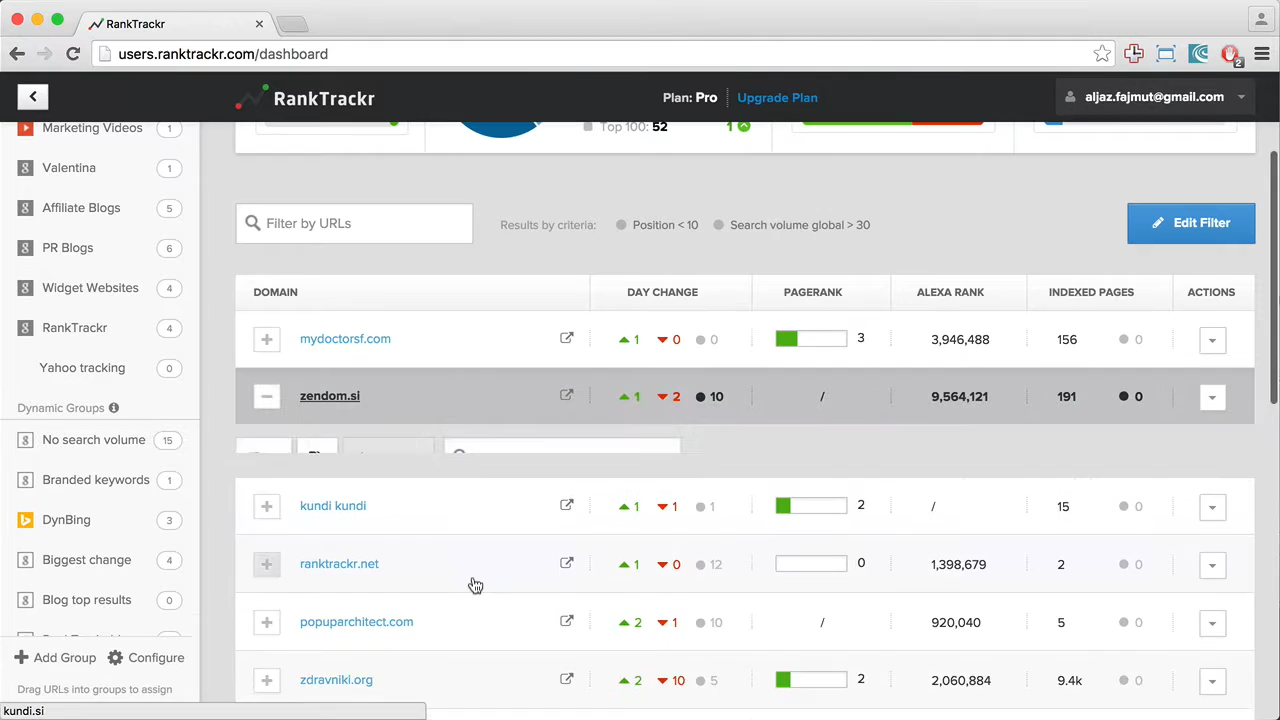 RankTrackr
users.ranktrackr.com/dashboard
2
RankTrackr
Plan: Pro
Upgrade Plan
aljaz.fajmut@gmail.com
Top 100: 52
1
Marketing Videos 1
Valentina 1
Affiliate Blogs 5
PR Blogs 6
Widget Websites 4
RankTrackr 4
Yahoo tracking 0
Dynamic Groups
No search volume 15
Branded keywords 1
DynBing 3
Biggest change 4
Blog top results 0
Add Group
Configure
Drag URLs into groups to assign
Filter by URLs
Results by criteria:
Position < 10
Search volume global > 30
Edit Filter
DOMAIN DAY CHANGE PAGERANK ALEXA RANK INDEXED PAGES ACTIONS
mydoctorsf.com 1 0 0 3 3,946,488 156 0
zendom.si 1 2 10 / 9,564,121 191 0
kundi kundi 1 1 1 2 / 15 0
ranktrackr.net 1 0 12 0 1,398,679 2 0
popuparchitect.com 2 1 10 / 920,040 5 0
zdravniki.org 2 10 5 2 2,060,884 9.4k 0
kundi.si